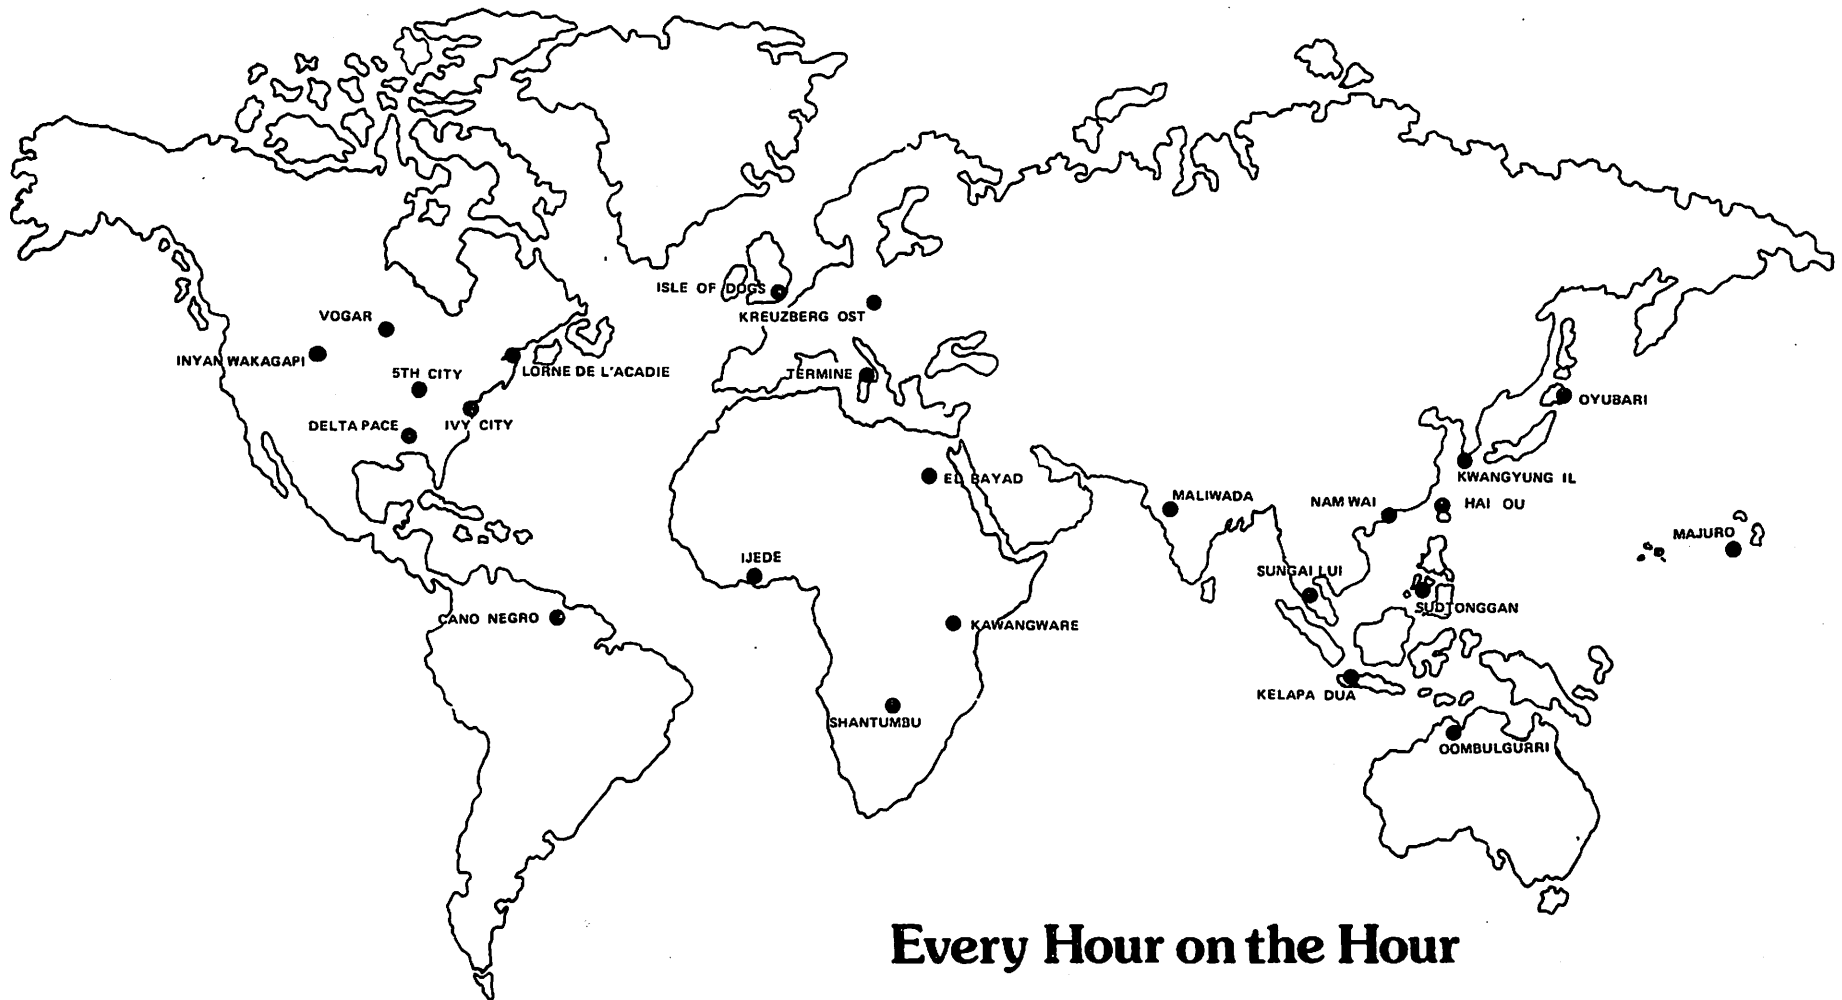 ISLE OF DOGS
KREUZBERG OST
VOGAR
INYAN WAKAGAPI
5TH CITY
LORNE DE L'ACADIE
DELTA PACE
IVY CITY
TERMINE
OYUBARI
EL BAYAD
KWANGYUNG IL
MALIWADA
NAM WAI
HAI OU
MAJURO
IJEDE
SUNGAI LUI
SUDTONGGAN
CANO NEGRO
KAWANGWARE
KELAPA DUA
SHANTUMBU
OOMBULGURRI
Every Hour on the Hour